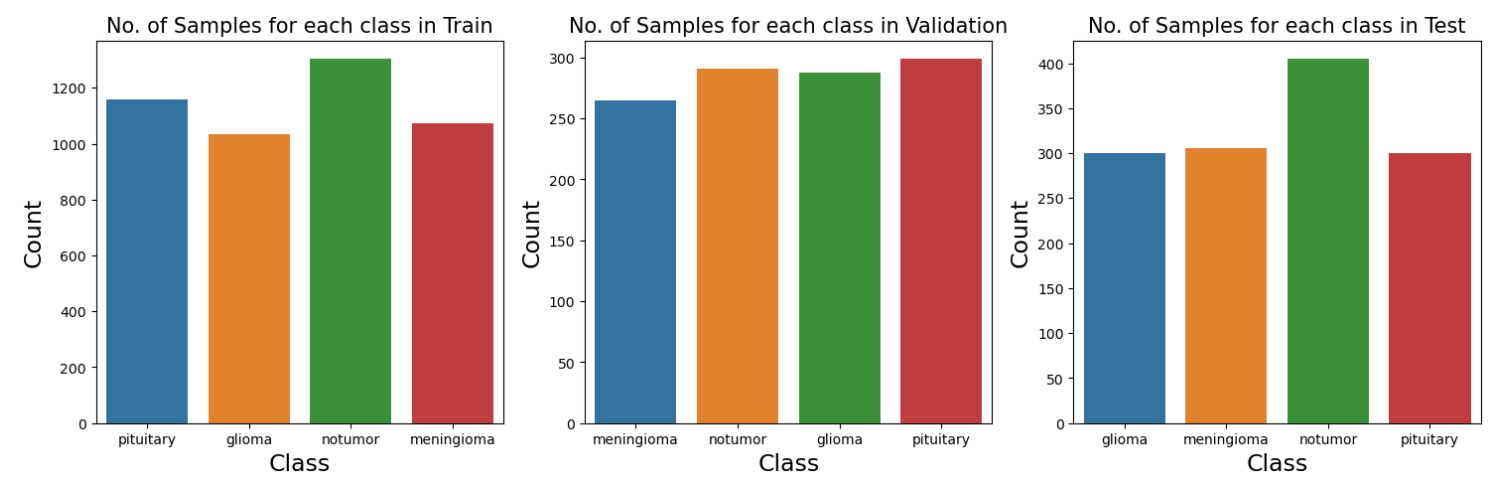 No. of Samples for each class in Train
1200
1000
800
600
400
200
0
Count
pituitary glioma notumor meningioma
Class
No. of Samples for each class in Validation
300
250
200
150
100
50
0
Count
meningioma notumor glioma pituitary
Class
No. of Samples for each class in Test
400
350
300
250
200
150
100
50
0
Count
glioma meningioma notumor pituitary
Class